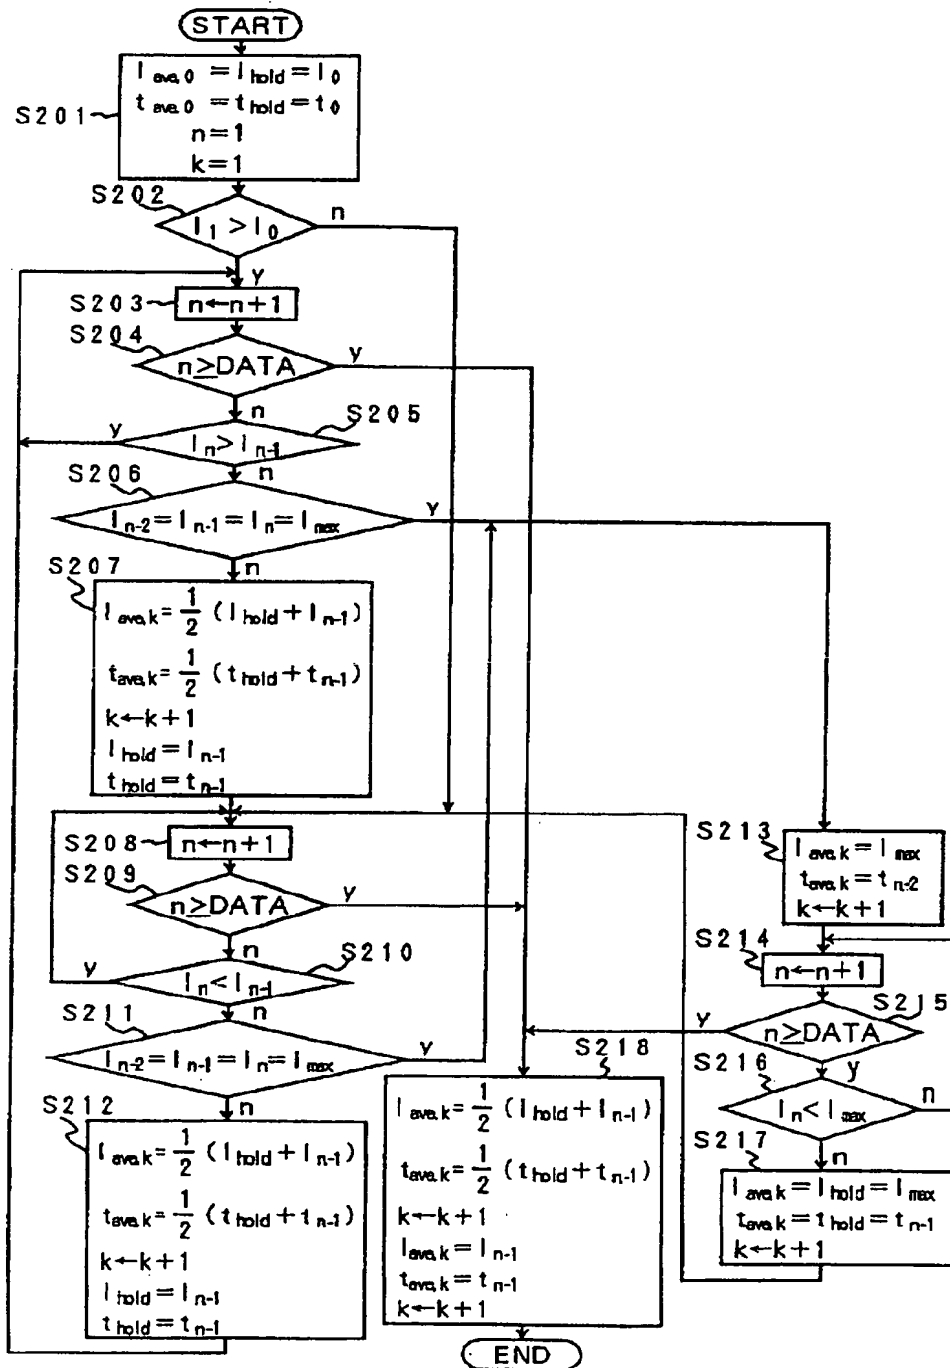 START
I ave,0 = I hold = I 0
t ave,0 = t hold = t 0
S201
n=1
k=1
S202
n
I 1 > I 0
y
S203
n←n+1
S204
y
n≥DATA
n
S205
y
I n > I n-1
n
S206
y
I n-2 = I n-1 = I n = I max
n
S207
I ave,k = 1/2 (I hold + I n-1)
t ave,k = 1/2 (t hold + t n-1)
k←k+1
I hold = I n-1
t hold = t n-1
S208
n←n+1
S209
y
n≥DATA
n
S210
y
I n < I n-1
n
S211
y
I n-2 = I n-1 = I n = I max
n
S212
I ave,k = 1/2 (I hold + I n-1)
t ave,k = 1/2 (t hold + t n-1)
k←k+1
I hold = I n-1
t hold = t n-1
S213
I ave,k = I max
t ave,k = t n-2
k←k+1
S214
n←n+1
S215
y
n≥DATA
y
S216
n
I n < I max
n
S217
I ave,k = I hold = I max
t ave,k = t hold = t n-1
k←k+1
S218
I ave,k = 1/2 (I hold + I n-1)
t ave,k = 1/2 (t hold + t n-1)
k←k+1
I ave,k = I n-1
t ave,k = t n-1
k←k+1
END